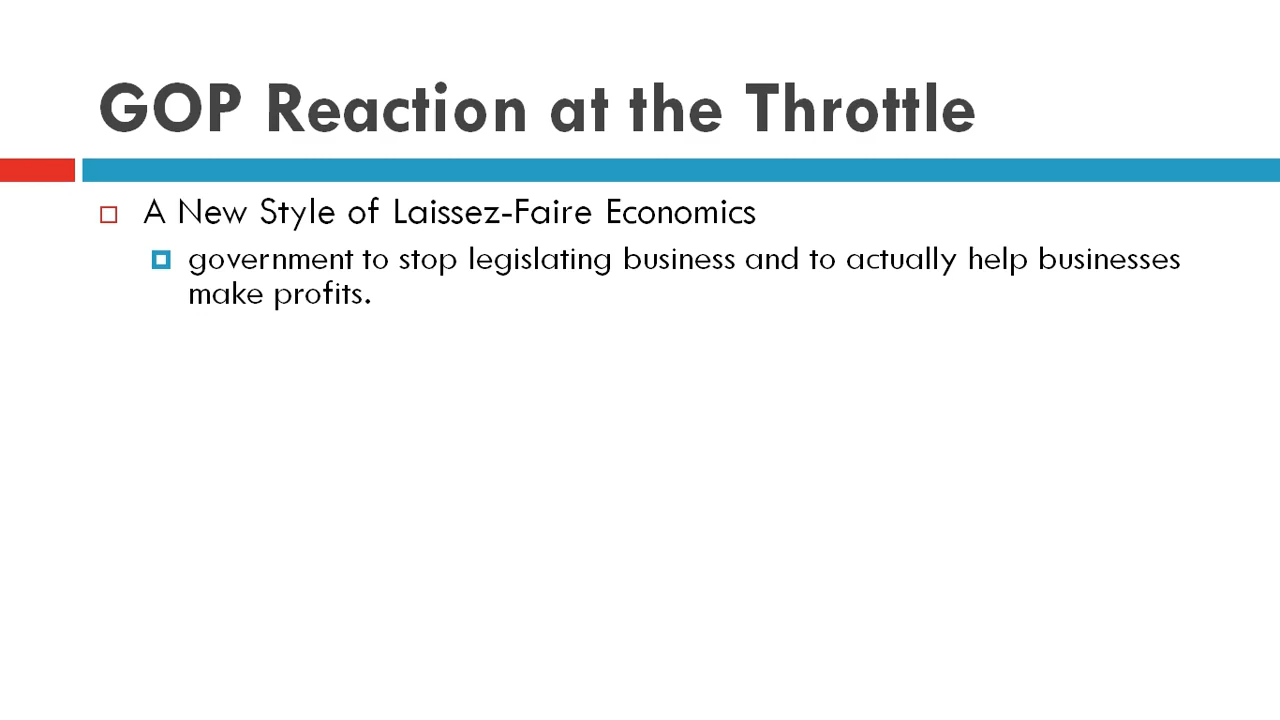 GOP Reaction at the Throttle
A New Style of Laissez-Faire Economics
government to stop legislating business and to actually help businesses
make profits.